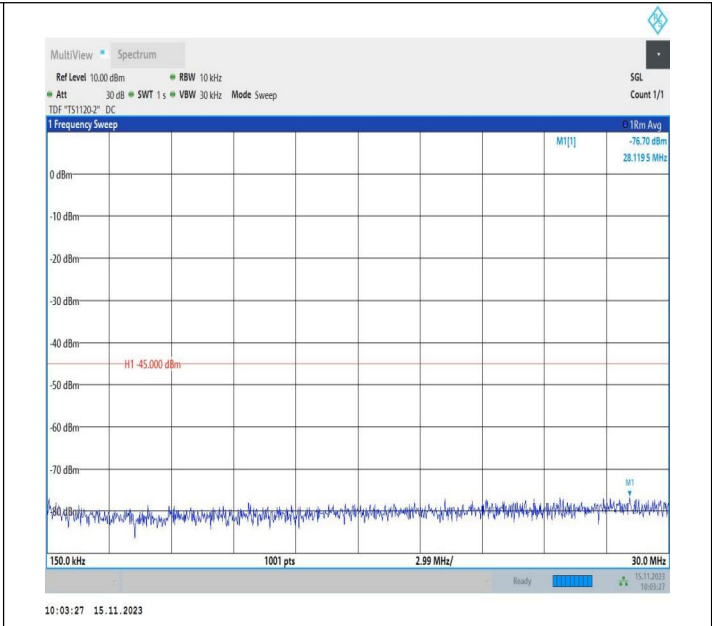 R S
MultiView Spectrum
Ref Level 10.00 dBm RBW 10 kHz SGL
Att 30 dB SWT 1 s VBW 30 kHz Mode Sweep Count 1/1
TDF "TS1120-2" DC
1 Frequency Sweep 1Rm Avg
M1[1] -76.70 dBm
28.119 5 MHz
0 dBm
-10 dBm
-20 dBm
-30 dBm
-40 dBm
H1 -45.000 dBm
-50 dBm
-60 dBm
-70 dBm
M1
-80 dBm
150.0 kHz 1001 pts 2.99 MHz/ 30.0 MHz
Ready 15.11.2023
10:03:27
10:03:27 15.11.2023